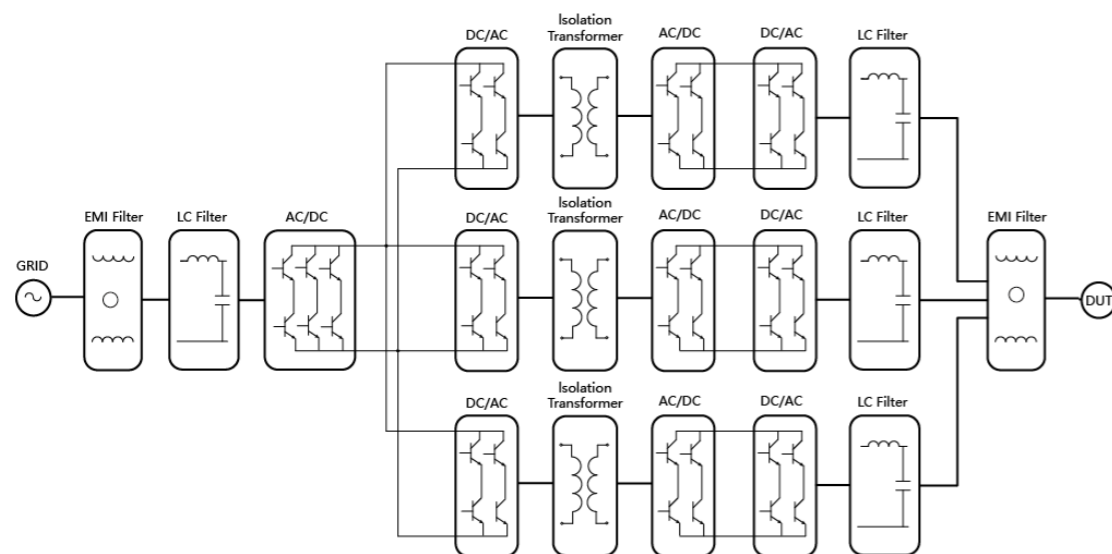 DC/AC
Isolation
Transformer
AC/DC
DC/AC
LC Filter
EMI Filter
LC Filter
AC/DC
DC/AC
Isolation
Transformer
AC/DC
DC/AC
LC Filter
EMI Filter
GRID
DUT
DC/AC
Isolation
Transformer
AC/DC
DC/AC
LC Filter